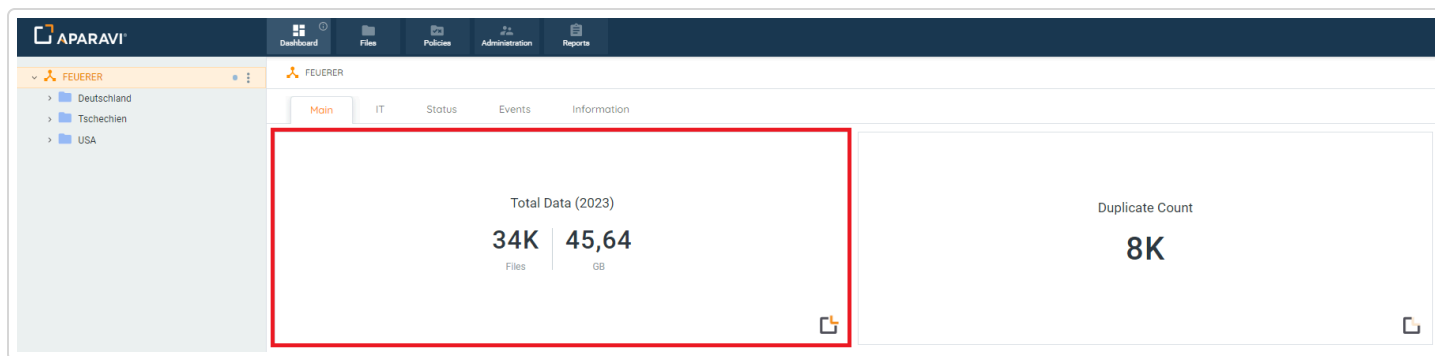 APARAVI
Dashboard
Files
Policies
Administration
Reports
FEUERER
Deutschland
Tschechien
USA
FEUERER
Main
IT
Status
Events
Information
Total Data (2023)
34K
45,64
Files
GB
Duplicate Count
8K